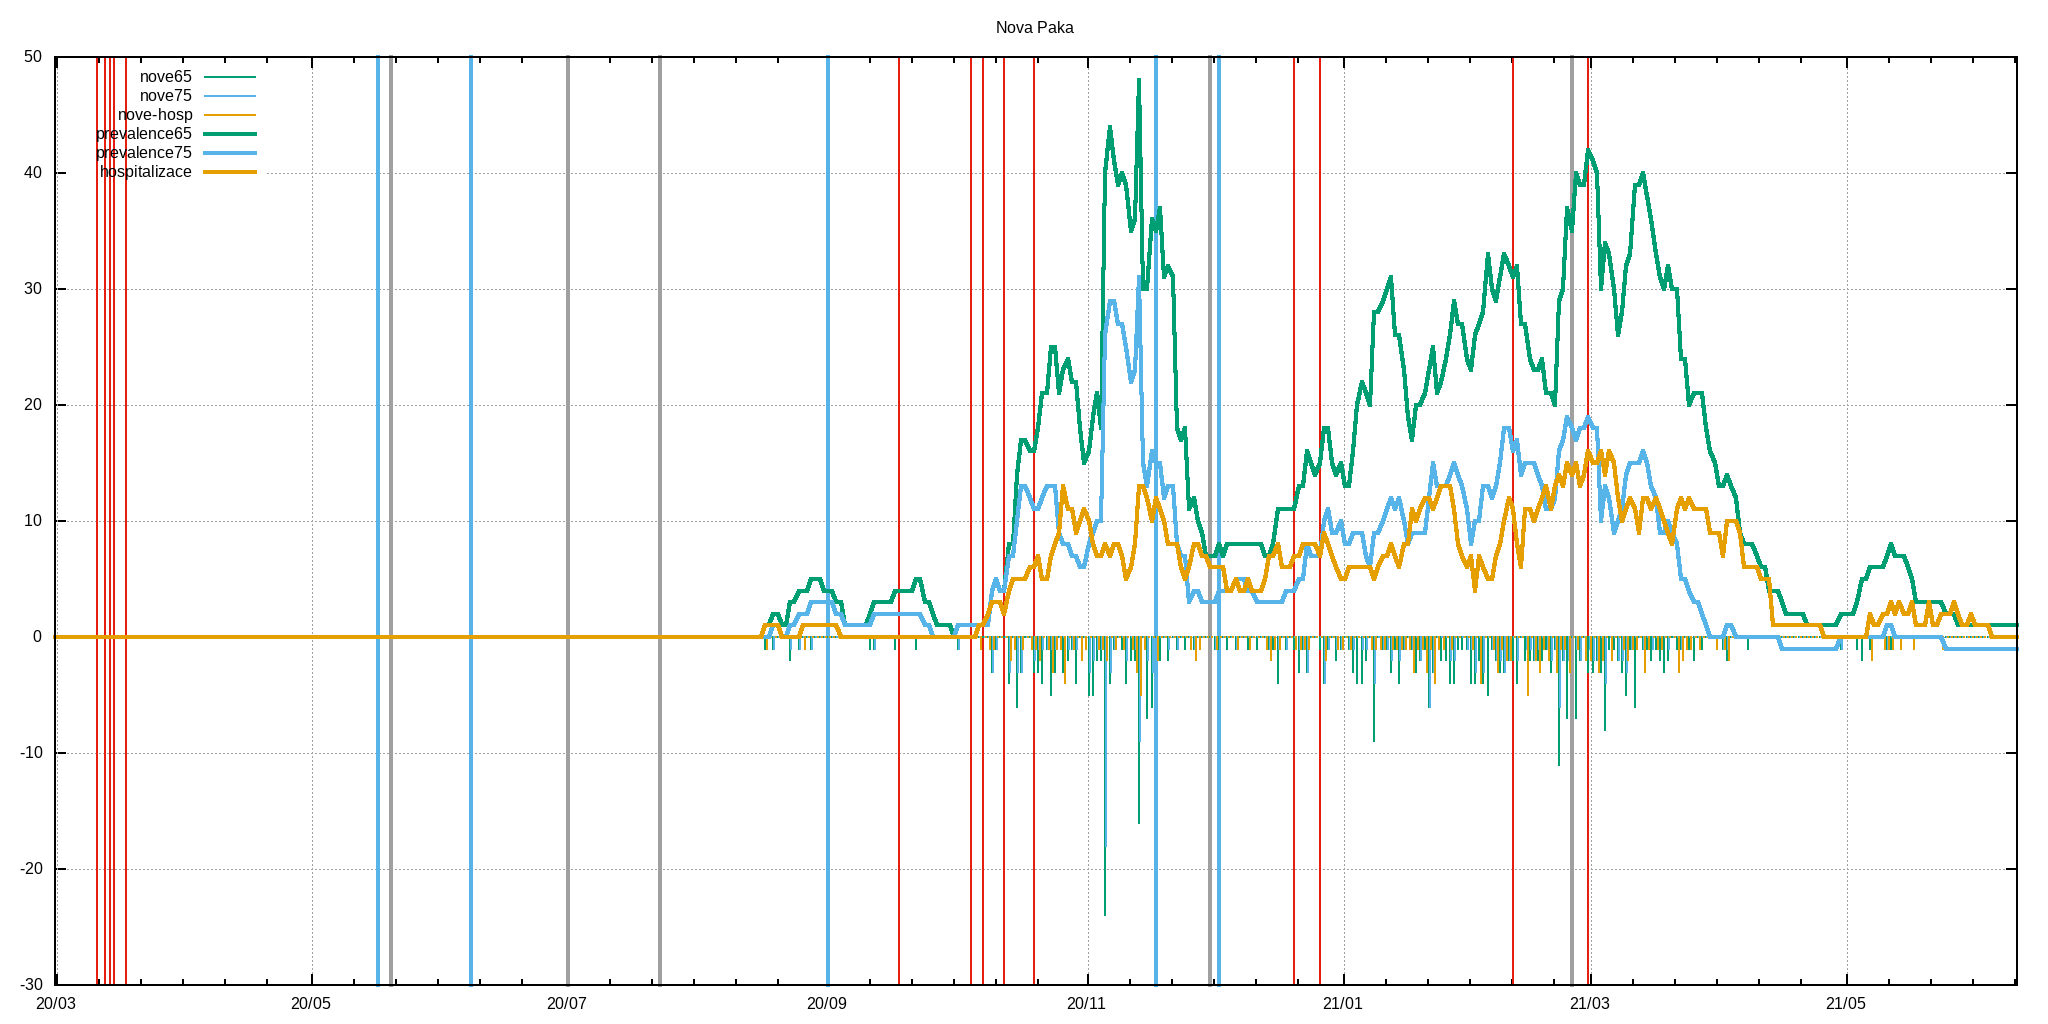 Nova Paka
50
40
30
20
10
0
-10
-20
-30
nove65
nove75
nove-hosp
prevalence65
prevalence75
hospitalizace
20/03 20/05 20/07 20/09 20/11 21/01 21/03 21/05